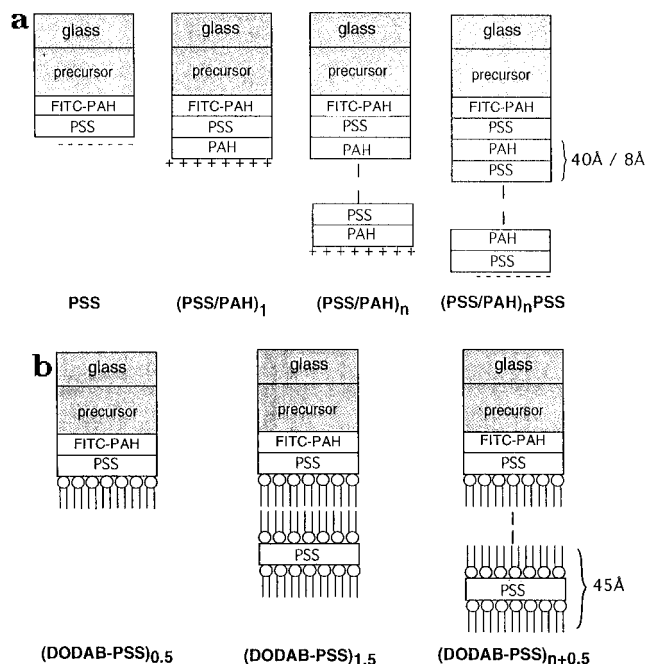 a
glass
precursor
FITC-PAH
PSS
- - - - - - -
PSS
glass
precursor
FITC-PAH
PSS
PAH
+ + + + + + + + + +
(PSS/PAH)1
glass
precursor
FITC-PAH
PSS
PAH
PSS
PAH
+ + + + + + + + +
(PSS/PAH)n
glass
precursor
FITC-PAH
PSS
PAH
PSS
40Å / 8Å
PAH
PSS
- - - - - - -
(PSS/PAH)nPSS
b
glass
precursor
FITC-PAH
PSS
(DODAB-PSS)0.5
glass
precursor
FITC-PAH
PSS
PSS
(DODAB-PSS)1.5
glass
precursor
FITC-PAH
PSS
PSS
45Å
(DODAB-PSS)n+0.5